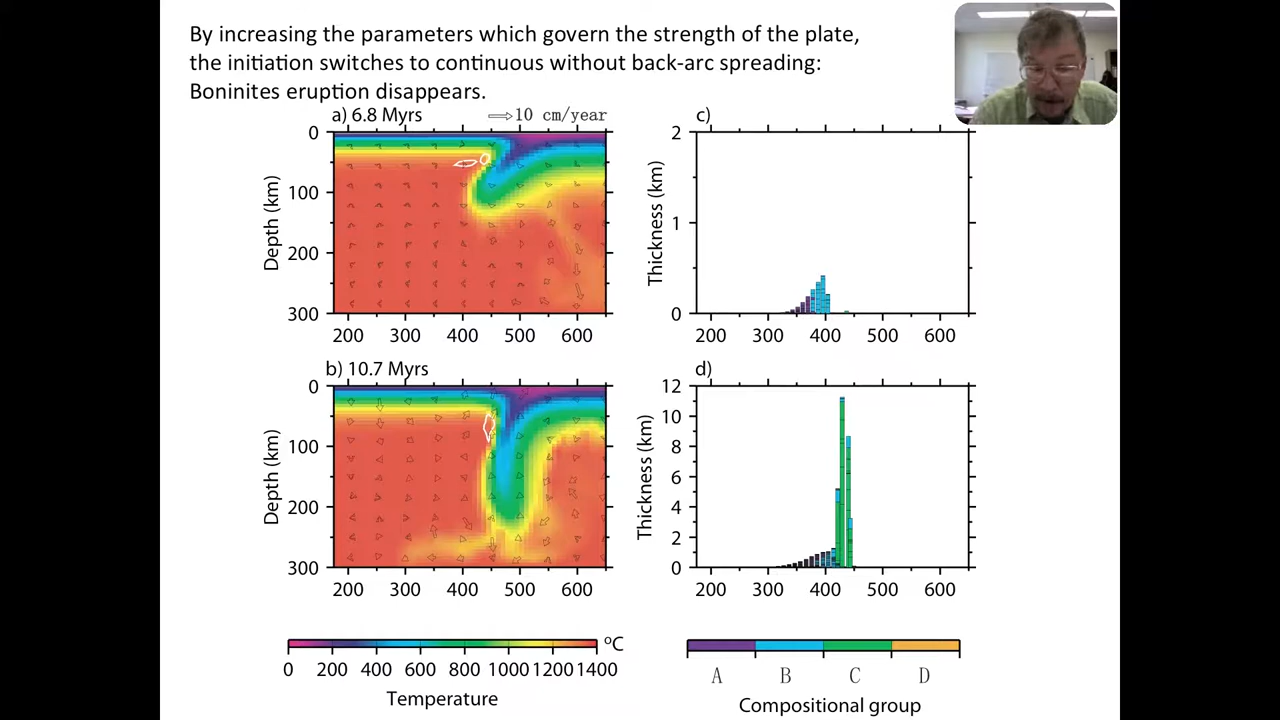 By increasing the parameters which govern the strength of the plate,
the initiation switches to continuous without back-arc spreading:
Boninites eruption disappears.
a) 6.8 Myrs
10 cm/year
0
100
200
300
Depth (km)
200 300 400 500 600
c)
2
1
0
Thickness (km)
200 300 400 500 600
b) 10.7 Myrs
0
100
200
300
Depth (km)
200 300 400 500 600
d)
12
10
8
6
4
2
0
Thickness (km)
200 300 400 500 600
ºC
0 200 400 600 800 1000 1200 1400
Temperature
A B C D
Compositional group